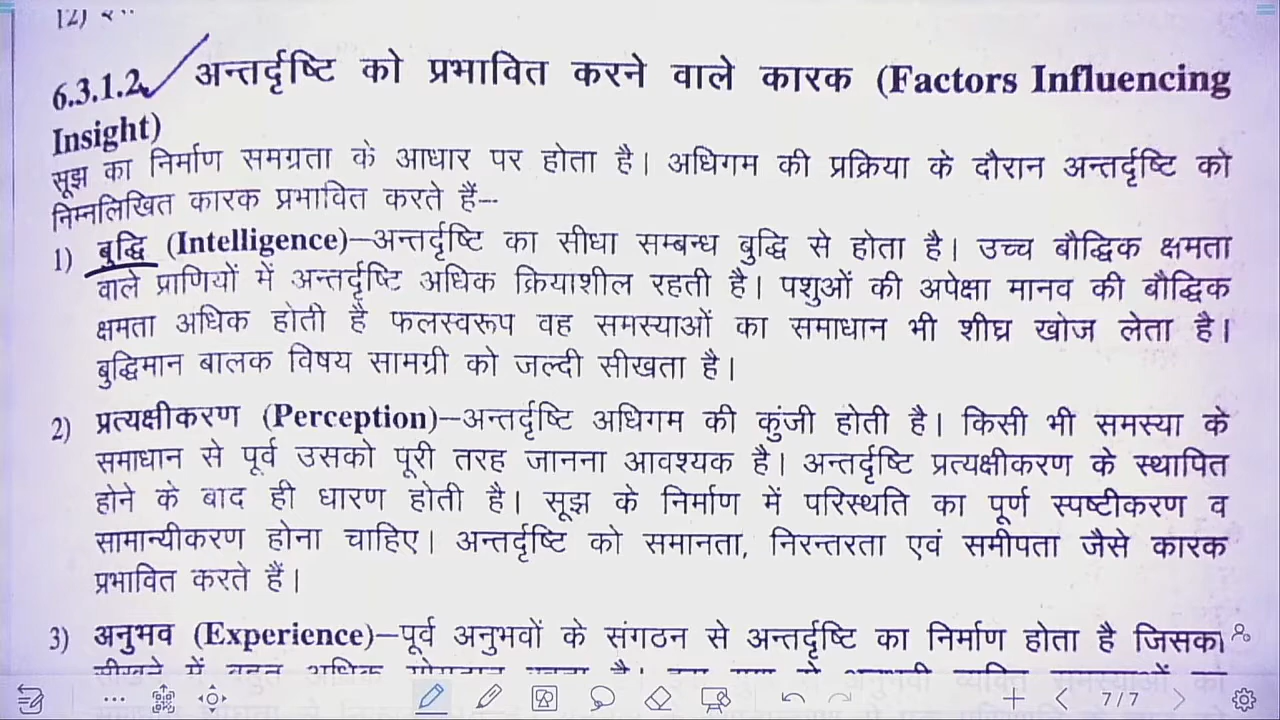 6.3.1.2 अन्तर्दृष्टि को प्रभावित करने वाले कारक (Factors Influencing
Insight)
सूझ का निर्माण समग्रता के आधार पर होता है। अधिगम की प्रक्रिया के दौरान अन्तर्दृष्टि को
निम्नलिखित कारक प्रभावित करते हैं--
1) बुद्धि (Intelligence)–अन्तर्दृष्टि का सीधा सम्बन्ध बुद्धि से होता है। उच्च बौद्धिक क्षमता
वाले प्राणियों में अन्तर्दृष्टि अधिक क्रियाशील रहती है। पशुओं की अपेक्षा मानव की बौद्धिक
क्षमता अधिक होती है फलस्वरूप वह समस्याओं का समाधान भी शीघ्र खोज लेता है।
बुद्धिमान बालक विषय सामग्री को जल्दी सीखता है।
2) प्रत्यक्षीकरण (Perception)–अन्तर्दृष्टि अधिगम की कुंजी होती है। किसी भी समस्या के
समाधान से पूर्व उसको पूरी तरह जानना आवश्यक है। अन्तर्दृष्टि प्रत्यक्षीकरण के स्थापित
होने के बाद ही धारण होती है। सूझ के निर्माण में परिस्थति का पूर्ण स्पष्टीकरण व
सामान्यीकरण होना चाहिए। अन्तर्दृष्टि को समानता, निरन्तरता एवं समीपता जैसे कारक
प्रभावित करते हैं।
3) अनुभव (Experience)–पूर्व अनुभवों के संगठन से अन्तर्दृष्टि का निर्माण होता है जिसका
7/7